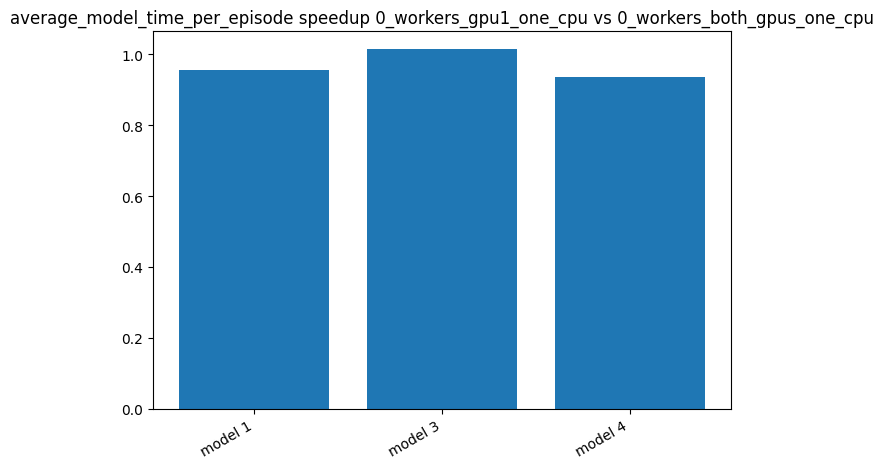 average_model_time_per_episode speedup 0_workers_gpu1_one_cpu vs 0_workers_both_gpus_one_cpu
1.0
0.8
0.6
0.4
0.2
0.0
model 1
model 3
model 4